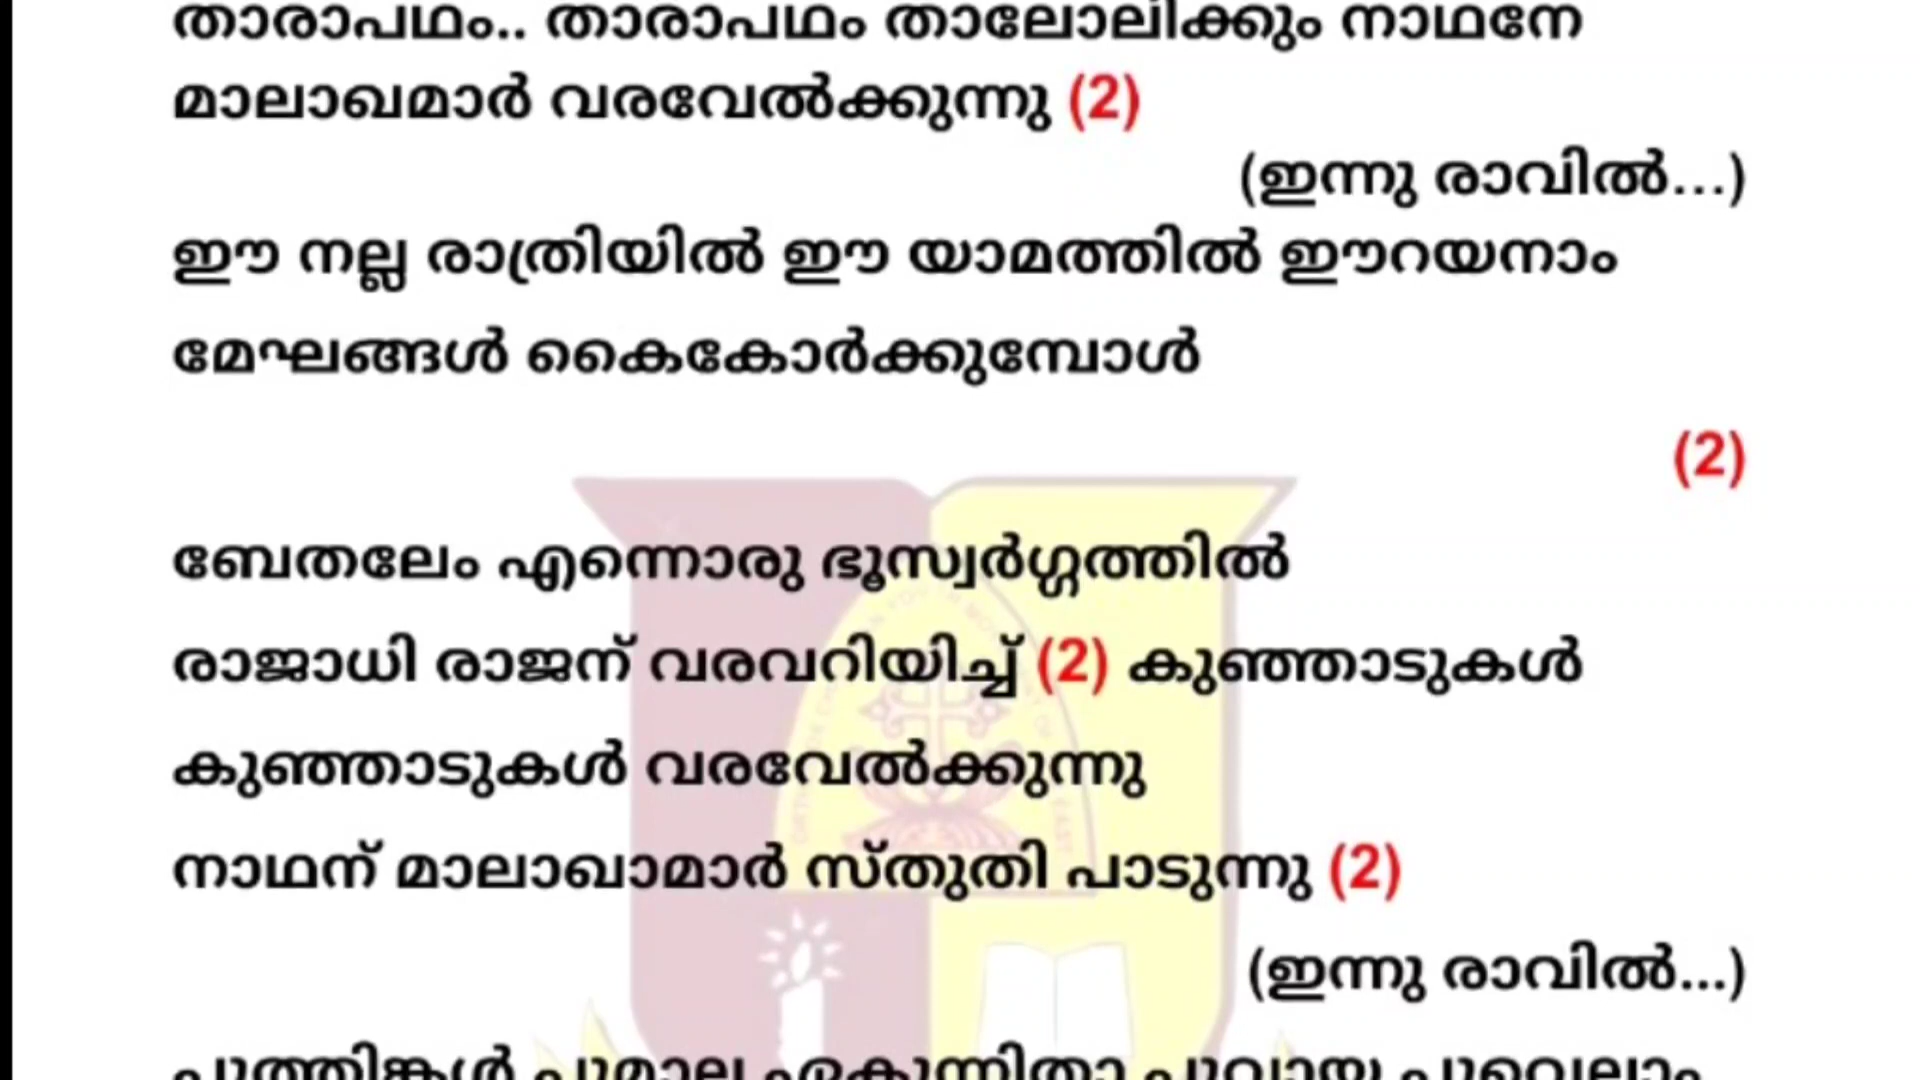 താരാപഥം.. താരാപഥം താലോലിക്കും നാഥനേ
മാലാഖമാർ വരവേൽക്കുന്നു (2)
(ഇന്നു രാവിൽ...)
ഈ നല്ല രാത്രിയിൽ ഈ യാമത്തിൽ ഈറയനാം
മേഘങ്ങൾ കൈകോർക്കുമ്പോൾ
(2)
ബേതലേം എന്നൊരു ഭൂസ്വർഗ്ഗത്തിൽ
രാജാധി രാജന് വരവറിയിച്ച് (2) കുഞ്ഞാടുകൾ
കുഞ്ഞാടുകൾ വരവേൽക്കുന്നു
നാഥന് മാലാഖാമാർ സ്തുതി പാടുന്നു (2)
(ഇന്നു രാവിൽ...)